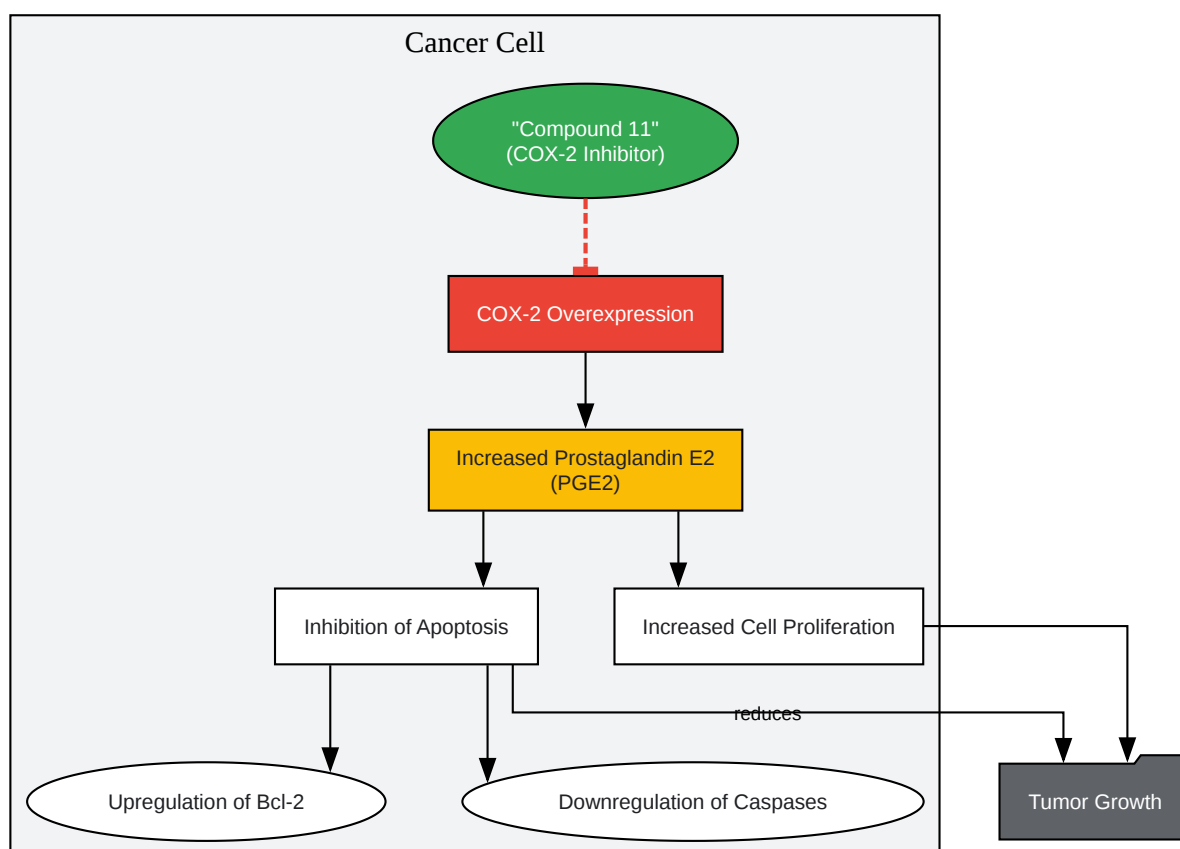 Cancer Cell
"Compound 11"
(COX-2 Inhibitor)
COX-2 Overexpression
Increased Prostaglandin E2
(PGE2)
Inhibition of Apoptosis
Increased Cell Proliferation
reduces
Upregulation of Bcl-2
Downregulation of Caspases
Tumor Growth